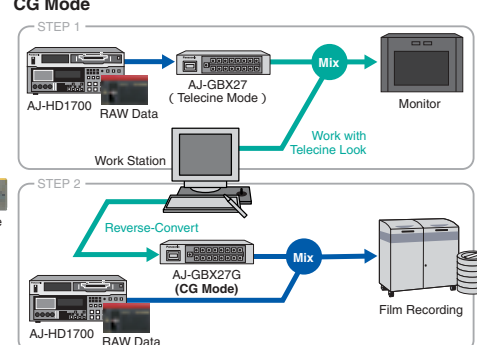 CG Mode
STEP 1
AJ-HD1700
RAW Data
AJ-GBX27
( Telecine Mode )
Mix
Monitor
Work with
Telecine Look
Work Station
STEP 2
Reverse-Convert
AJ-GBX27G
(CG Mode)
Mix
Film Recording
AJ-HD1700
RAW Data